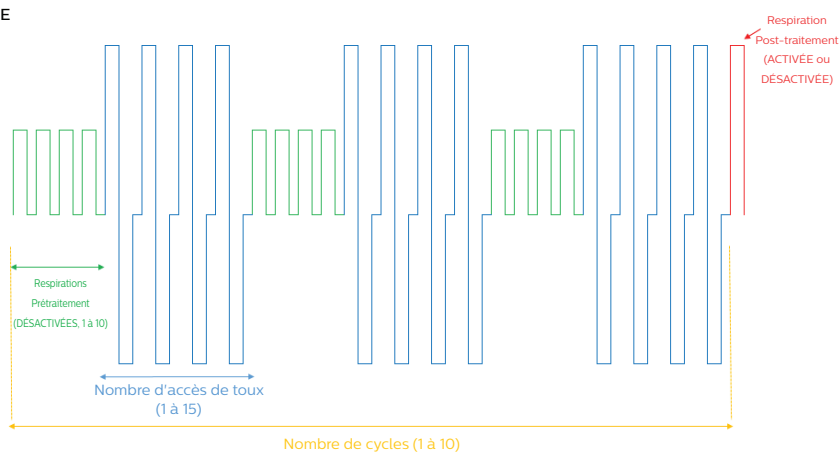 E
Respiration
Post-traitement
(ACTIVÉE ou
DÉSACTIVÉE)
Respirations
Prétraitement
(DÉSACTIVÉES, 1 à 10)
Nombre d'accès de toux
(1 à 15)
Nombre de cycles (1 à 10)